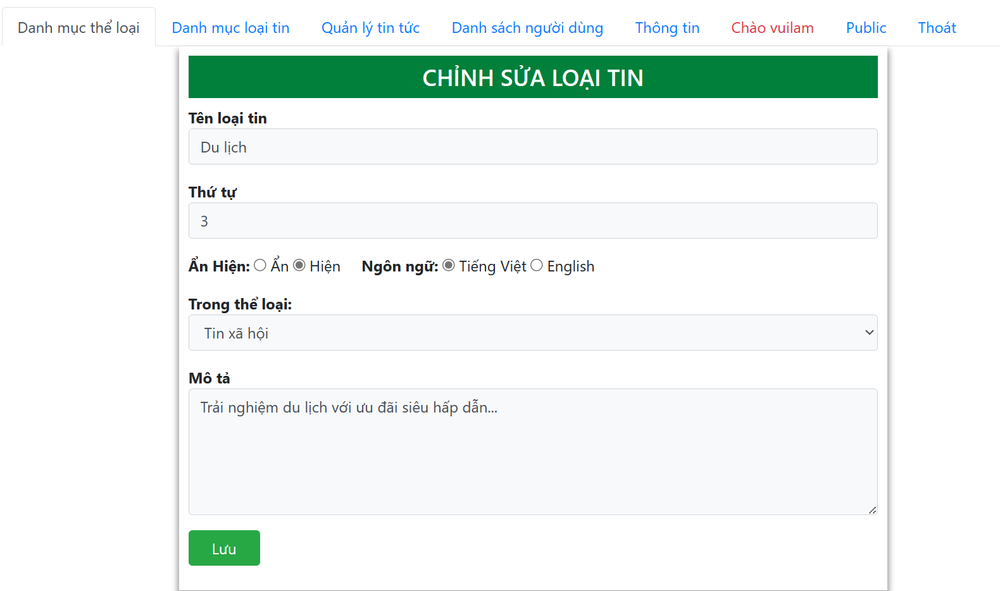 Danh mục thể loại Danh mục loại tin Quản lý tin tức Danh sách người dùng Thông tin Chào vuilam Public Thoát
CHỈNH SỬA LOẠI TIN
Tên loại tin
Du lịch
Thứ tự
3
Ẩn Hiện: Ẩn Hiện Ngôn ngữ: Tiếng Việt English
Trong thể loại:
Tin xã hội
Mô tả
Trải nghiệm du lịch với ưu đãi siêu hấp dẫn...
Lưu